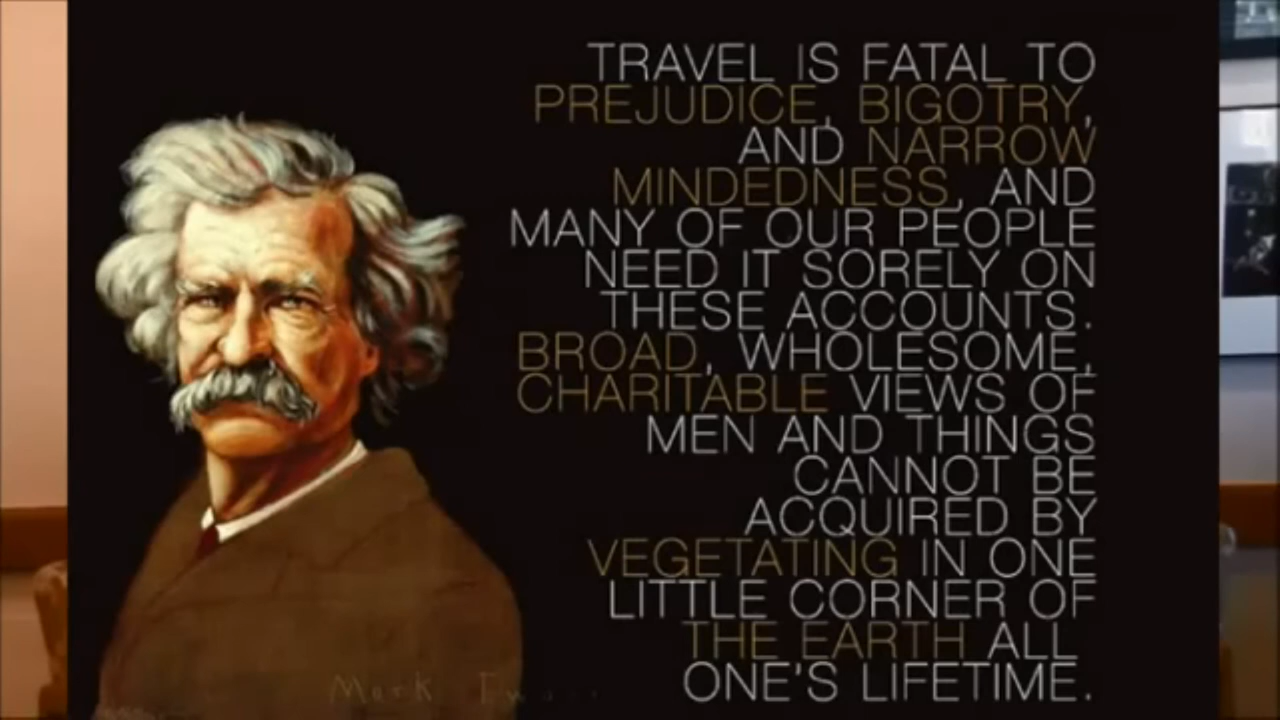 TRAVEL IS FATAL TO
PREJUDICE, BIGOTRY,
AND NARROW
MINDEDNESS, AND
MANY OF OUR PEOPLE
NEED IT SORELY ON
THESE ACCOUNTS.
BROAD, WHOLESOME,
CHARITABLE VIEWS OF
MEN AND THINGS
CANNOT BE
ACQUIRED BY
VEGETATING IN ONE
LITTLE CORNER OF
THE EARTH ALL
ONE'S LIFETIME.
Mark Twain